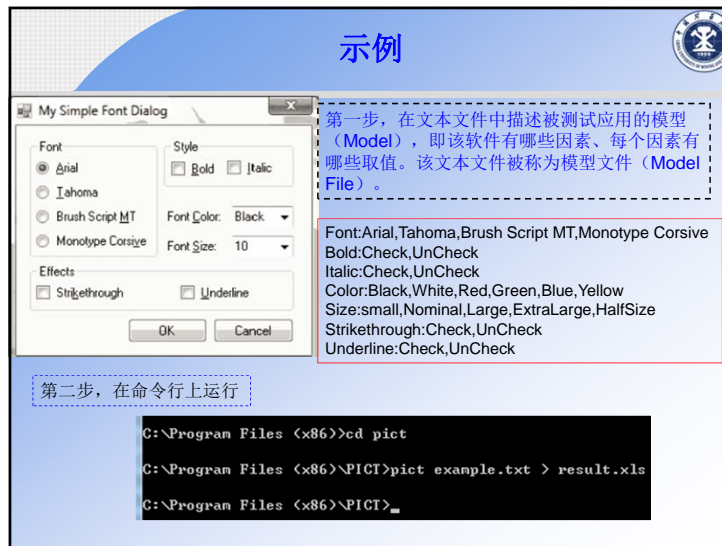 示例
My Simple Font Dialog
Font
Arial
Tahoma
Brush Script MT
Monotype Corsive
Style
Bold Italic
Font Color: Black
Font Size: 10
Effects
Strikethrough Underline
OK Cancel
第一步，在文本文件中描述被测试应用的模型
（Model），即该软件有哪些因素、每个因素有
哪些取值。该文本文件被称为模型文件（Model
File）。
Font:Arial,Tahoma,Brush Script MT,Monotype Corsive
Bold:Check,UnCheck
Italic:Check,UnCheck
Color:Black,White,Red,Green,Blue,Yellow
Size:small,Nominal,Large,ExtraLarge,HalfSize
Strikethrough:Check,UnCheck
Underline:Check,UnCheck
第二步，在命令行上运行
C:\Program Files (x86)>cd pict
C:\Program Files (x86)\PICT>pict example.txt > result.xls
C:\Program Files (x86)\PICT>_